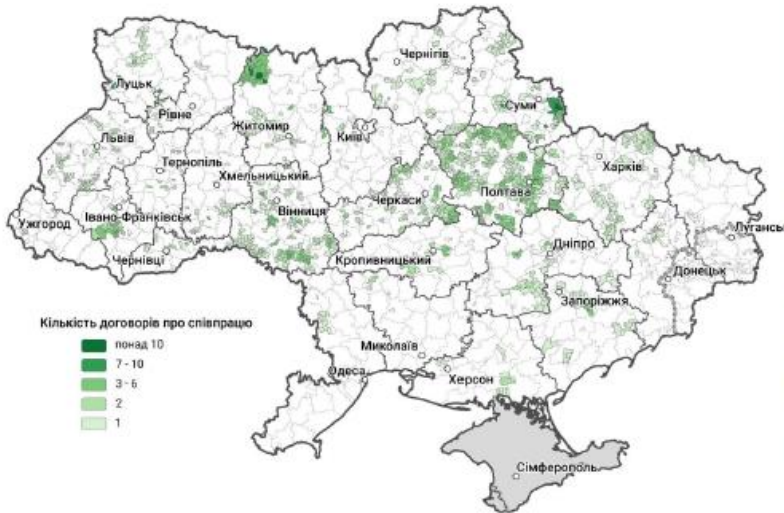 Чернігів
Луцьк
Суми
Рівне
Житомир
Київ
Львів
Харків
Тернопіль
Хмельницький
Полтава
Черкаси
Вінниця
Івано-Франківськ
Ужгород
Луганськ
Дніпро
Кропивницький
Чернівці
Донецьк
Запоріжжя
Кількість договорів про співпрацю
понад 10
7 - 10
3 - 6
2
1
Миколаїв
Одеса
Херсон
Сімферополь